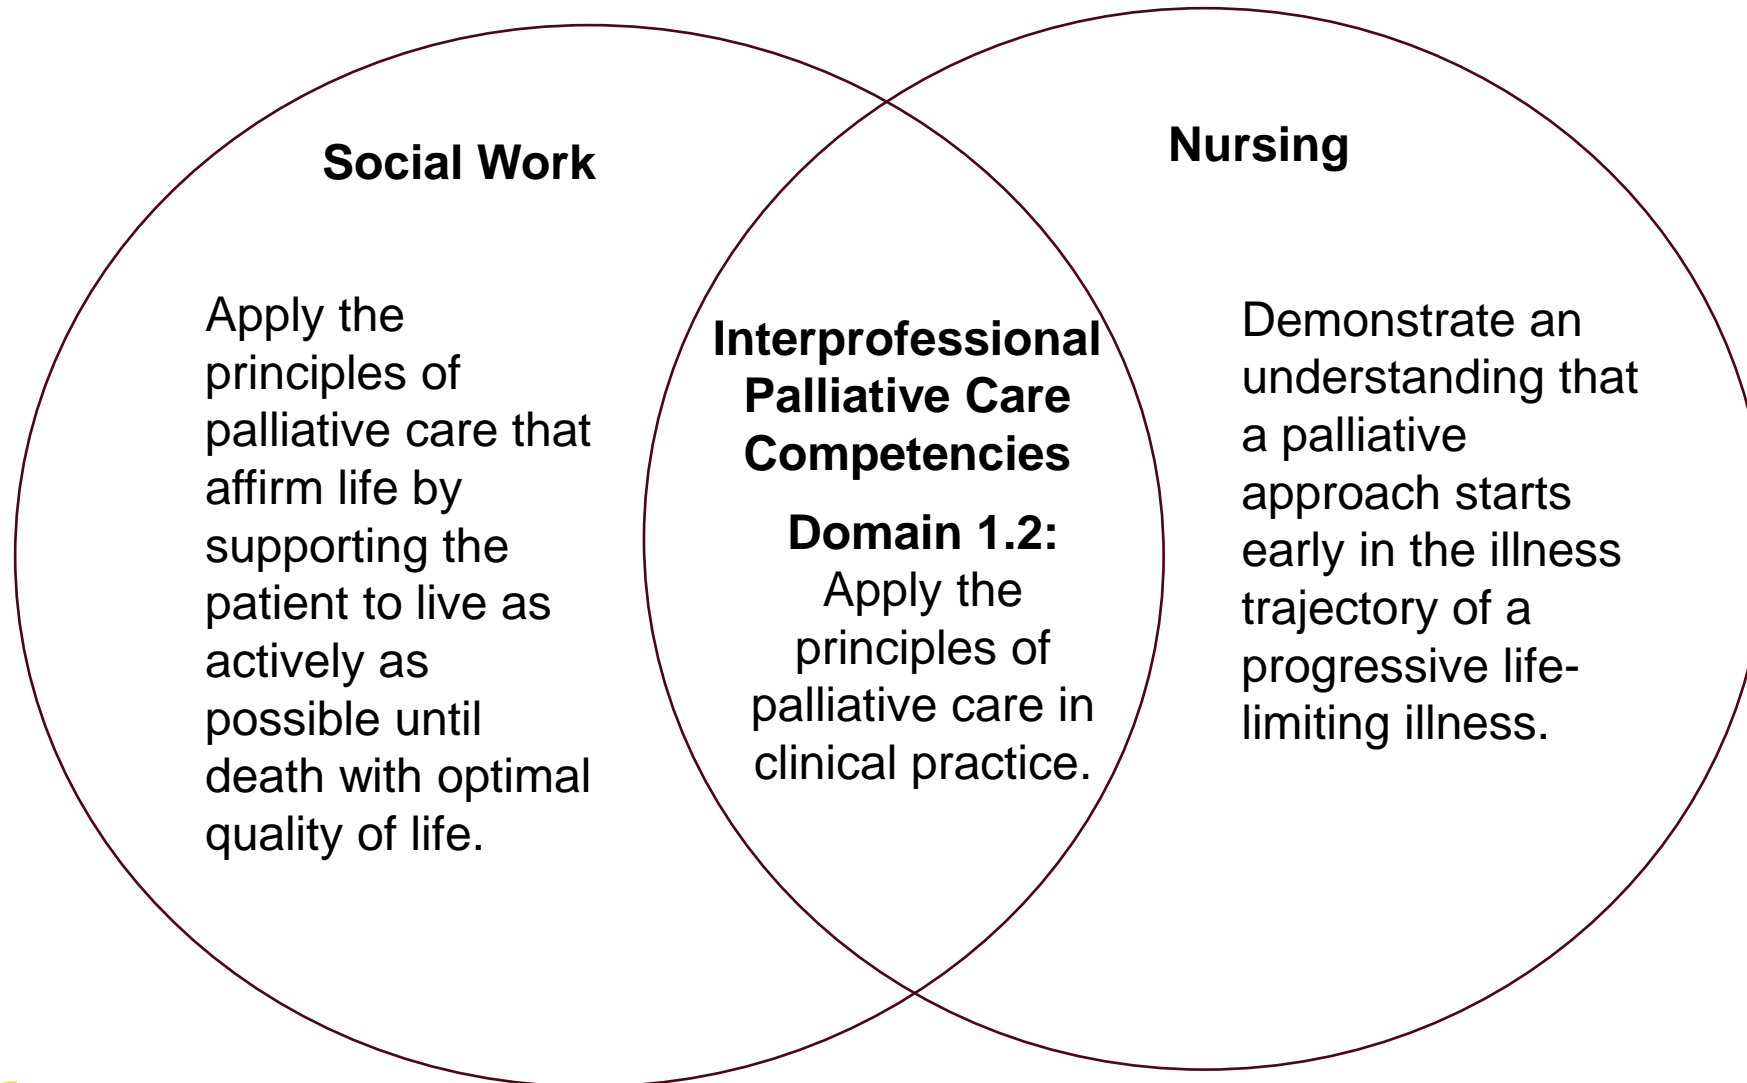 Social Work
Apply the
principles of
palliative care that
affirm life by
supporting the
patient to live as
actively as
possible until
death with optimal
quality of life.
Interprofessional
Palliative Care
Competencies
Domain 1.2:
Apply the
principles of
palliative care in
clinical practice.
Nursing
Demonstrate an
understanding that
a palliative
approach starts
early in the illness
trajectory of a
progressive life-
limiting illness.